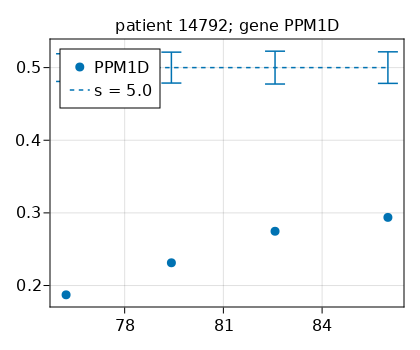 patient 14792; gene PPM1D
PPM1D
s = 5.0
0.5
0.4
0.3
0.2
78 81 84